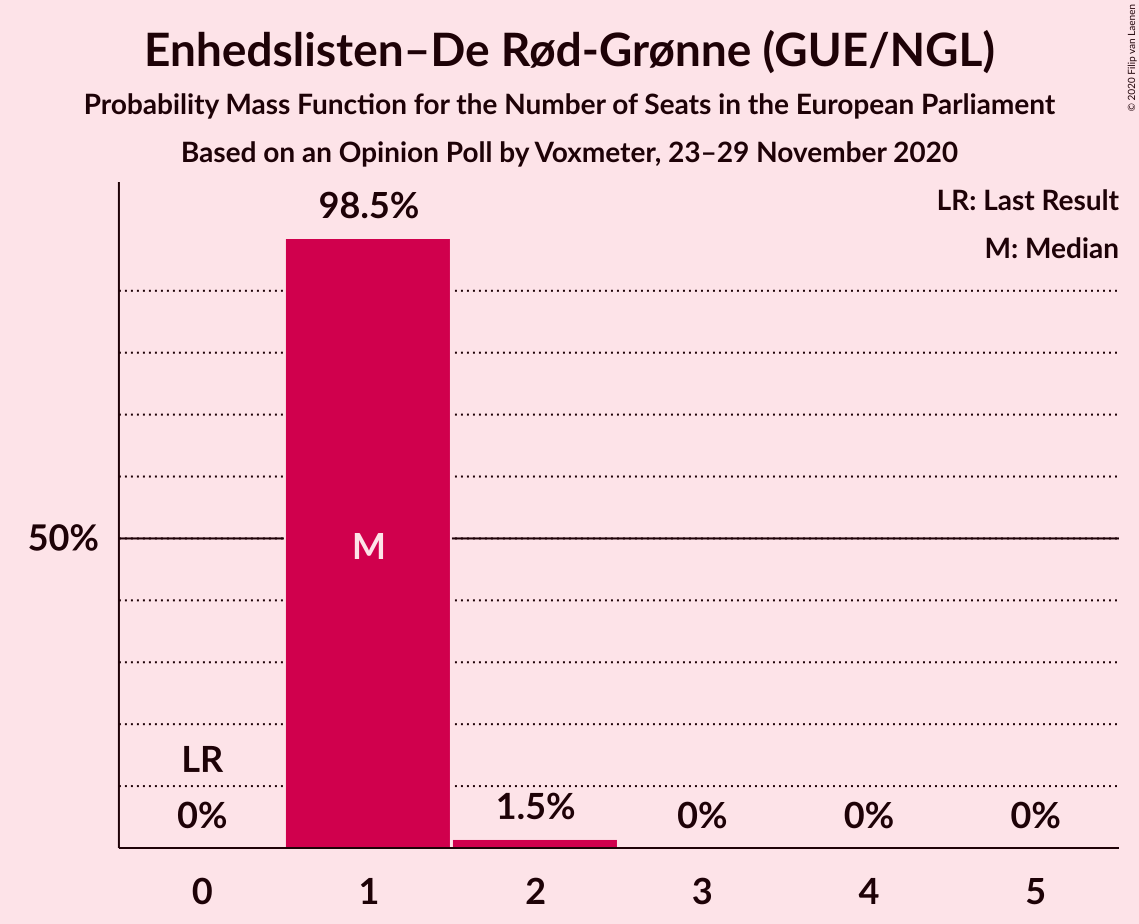 Enhedslisten–De Rød-Grønne (GUE/NGL)
Probability Mass Function for the Number of Seats in the European Parliament
Based on an Opinion Poll by Voxmeter, 23–29 November 2020
© 2020 Filip van Laenen
LR: Last Result
M: Median
98.5%
50%
M
LR
0%
1.5%
0%
0%
0%
0
1
2
3
4
5